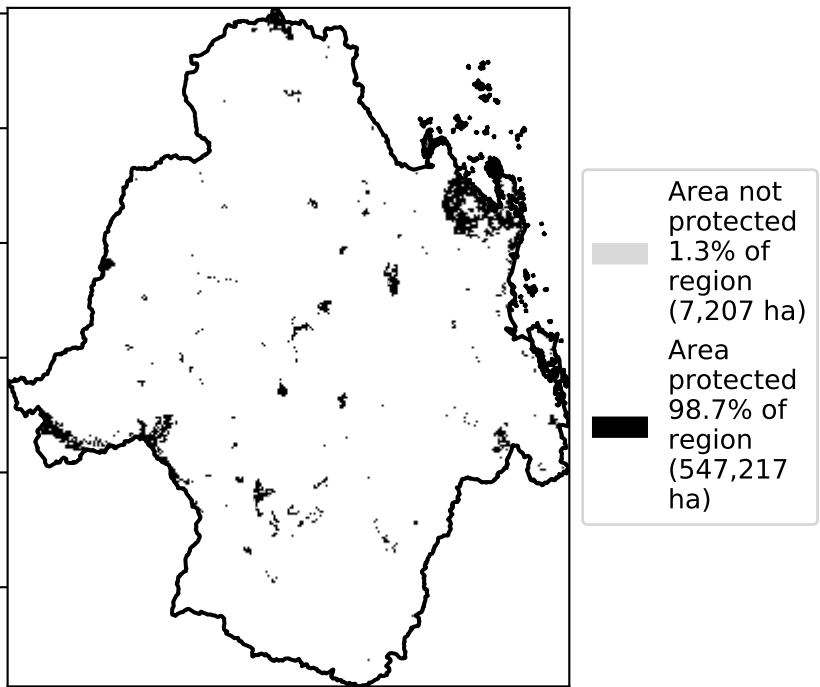 Area not
protected
1.3% of
region
(7,207 ha)
Area
protected
98.7% of
region
(547,217
ha)